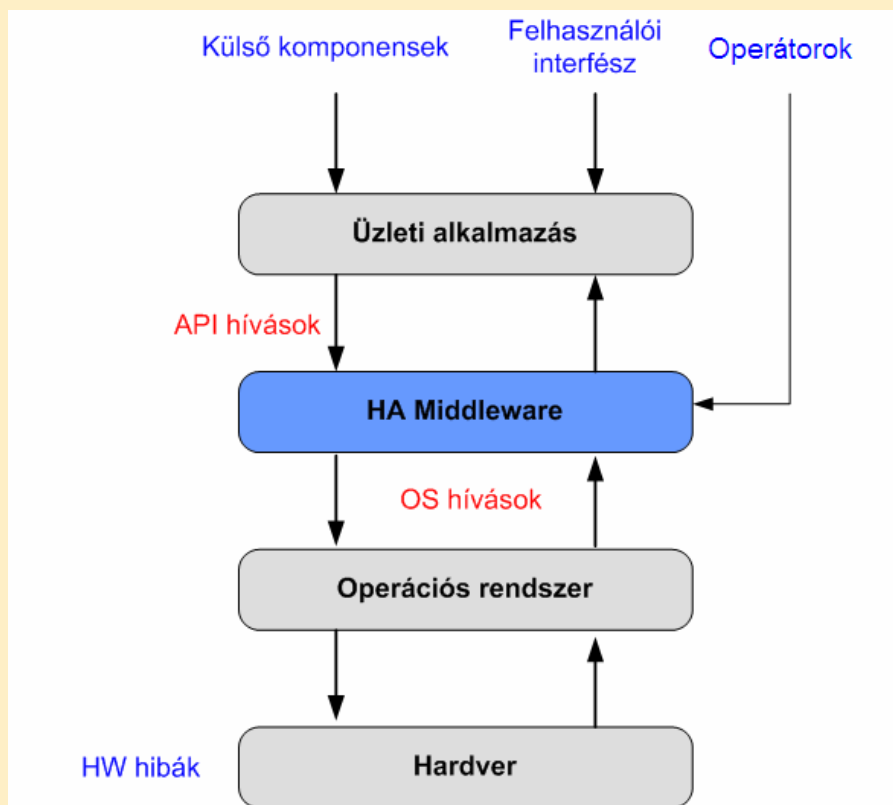 Külső komponensek
Felhasználói
interfész
Operátorok
Üzleti alkalmazás
API hívások
HA Middleware
OS hívások
Operációs rendszer
HW hibák
Hardver